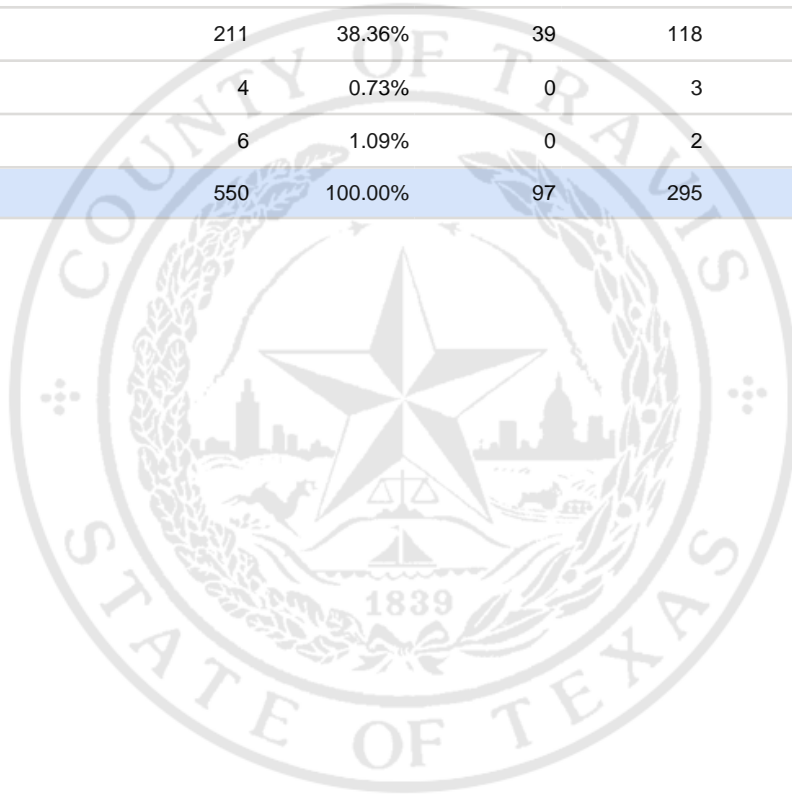 211 38.36% 39 118
4 0.73% 0 3
6 1.09% 0 2
550 100.00% 97 295
COUNTY OF TRAVIS
1839
STATE OF TEXAS